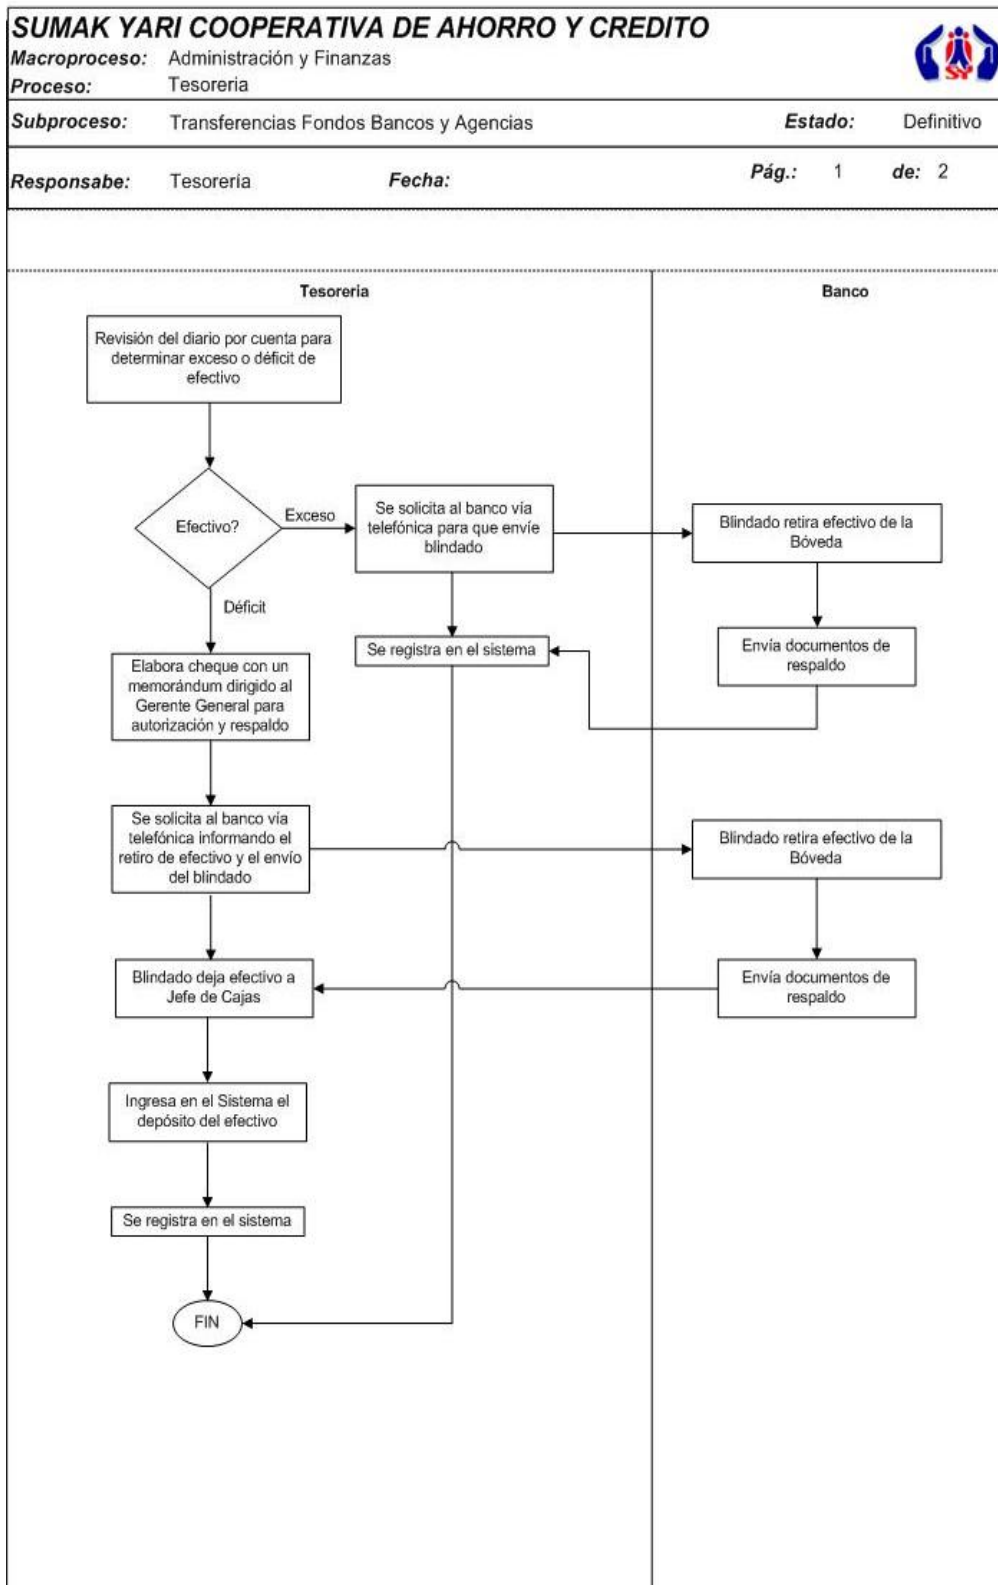 SUMAK YARI COOPERATIVA DE AHORRO Y CREDITO
Macroproceso: Administración y Finanzas
Proceso: Tesoreria
SY
Subproceso: Transferencias Fondos Bancos y Agencias Estado: Definitivo
Responsabe: Tesorería Fecha: Pág.: 1 de: 2
Tesoreria
Banco
Revisión del diario por cuenta para
determinar exceso o déficit de
efectivo
Efectivo?
Exceso
Se solicita al banco vía
telefónica para que envíe
blindado
Blindado retira efectivo de la
Bóveda
Déficit
Se registra en el sistema
Envía documentos de
respaldo
Elabora cheque con un
memorándum dirigido al
Gerente General para
autorización y respaldo
Se solicita al banco vía
telefónica informando el
retiro de efectivo y el envío
del blindado
Blindado retira efectivo de la
Bóveda
Blindado deja efectivo a
Jefe de Cajas
Envía documentos de
respaldo
Ingresa en el Sistema el
depósito del efectivo
Se registra en el sistema
FIN